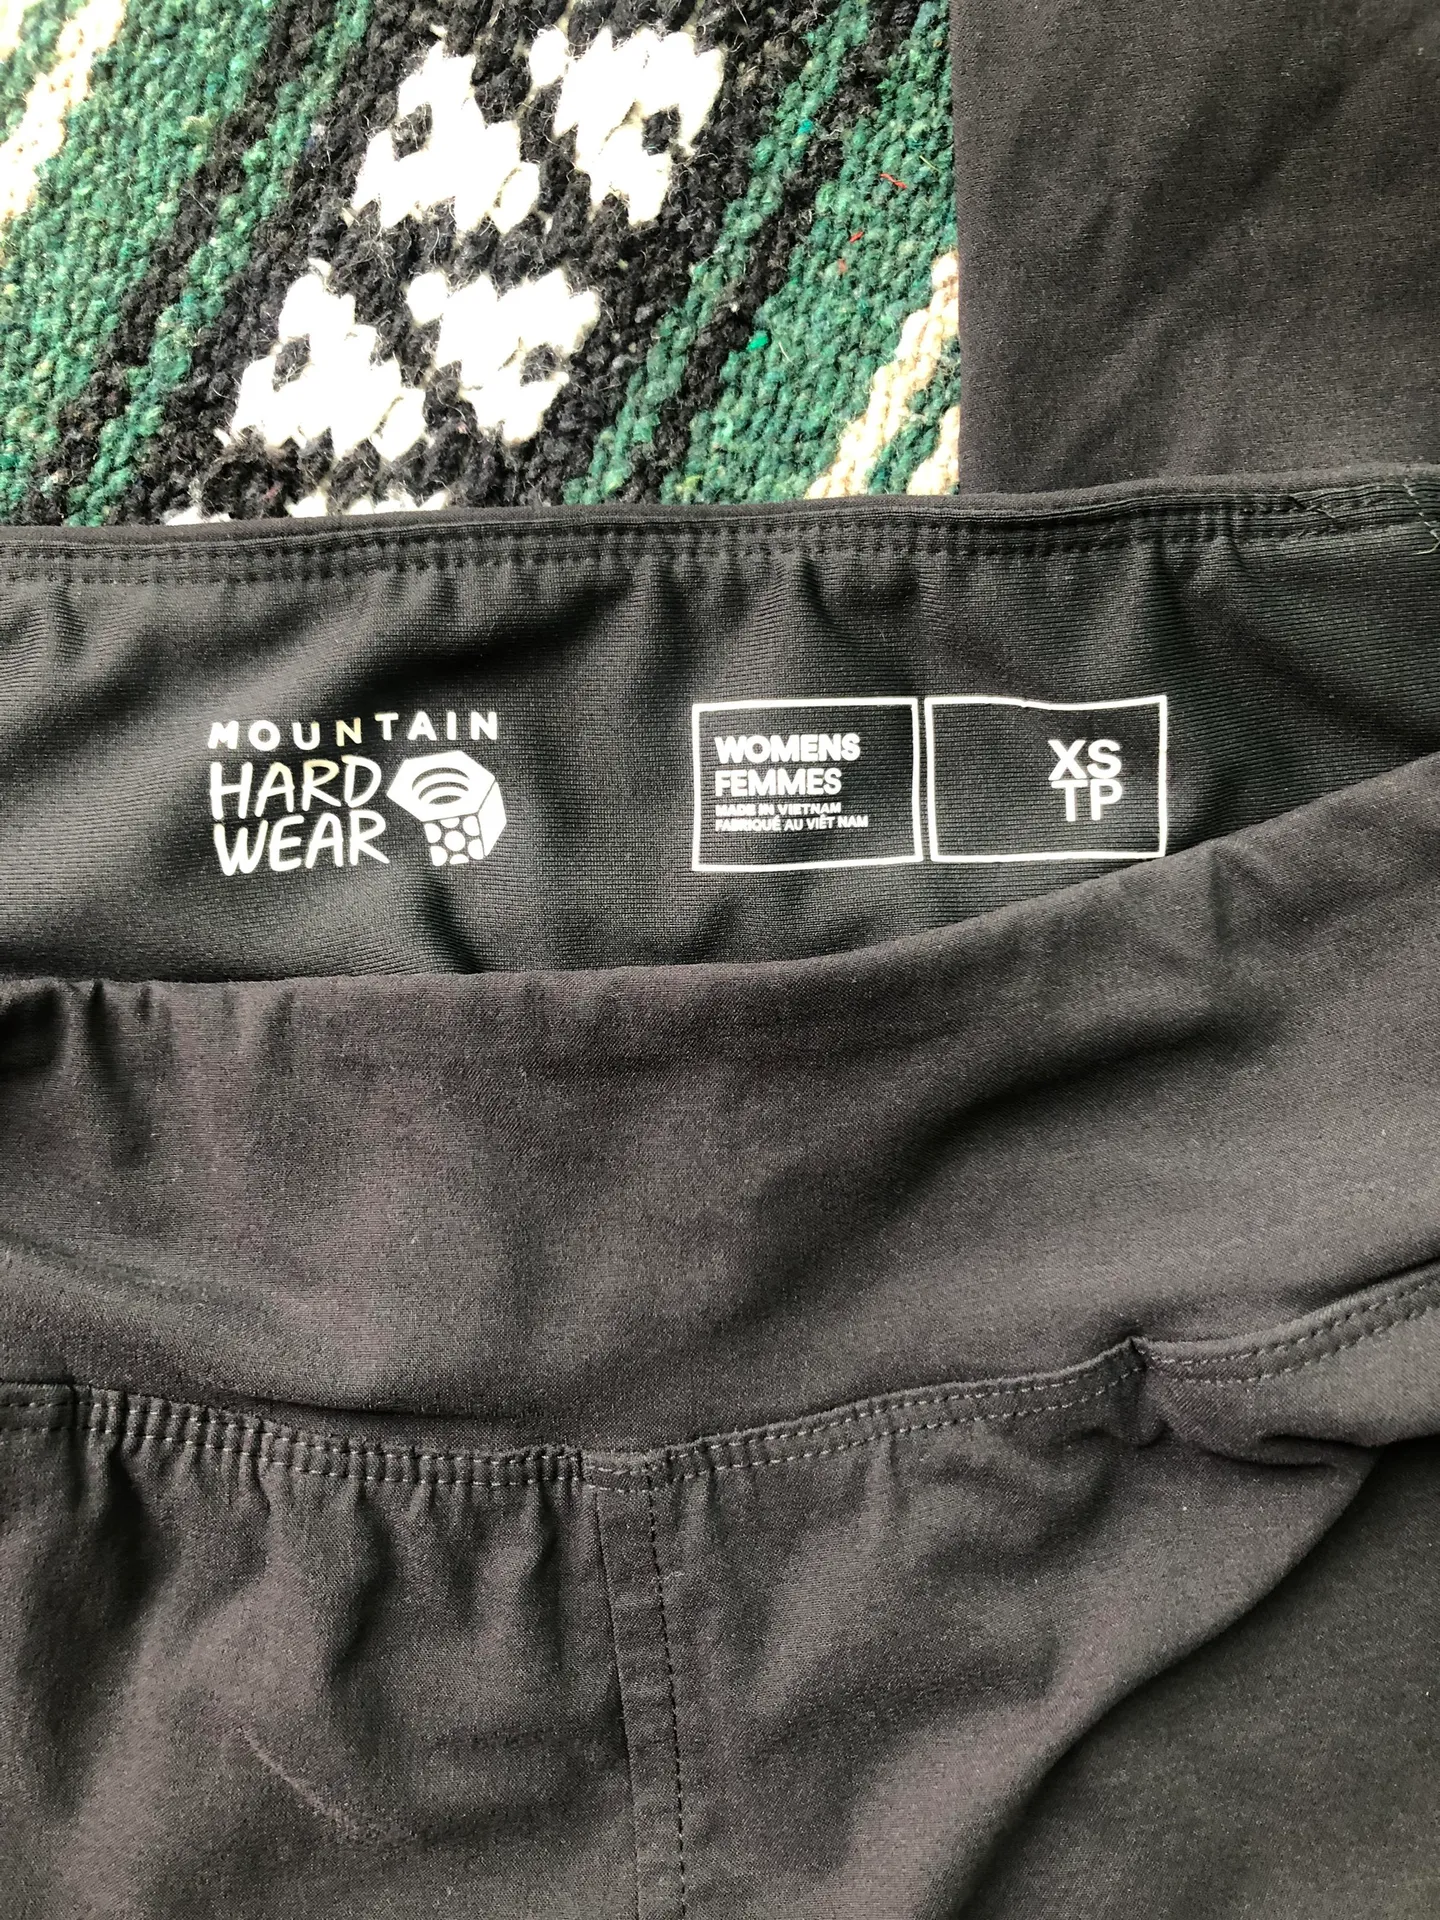 MOUNTAIN
HARD
WEAR
WOMENS
FEMMES
MADE IN VIETNAM
FABRIQUÉ AU VIÊT NAM
XS
TP